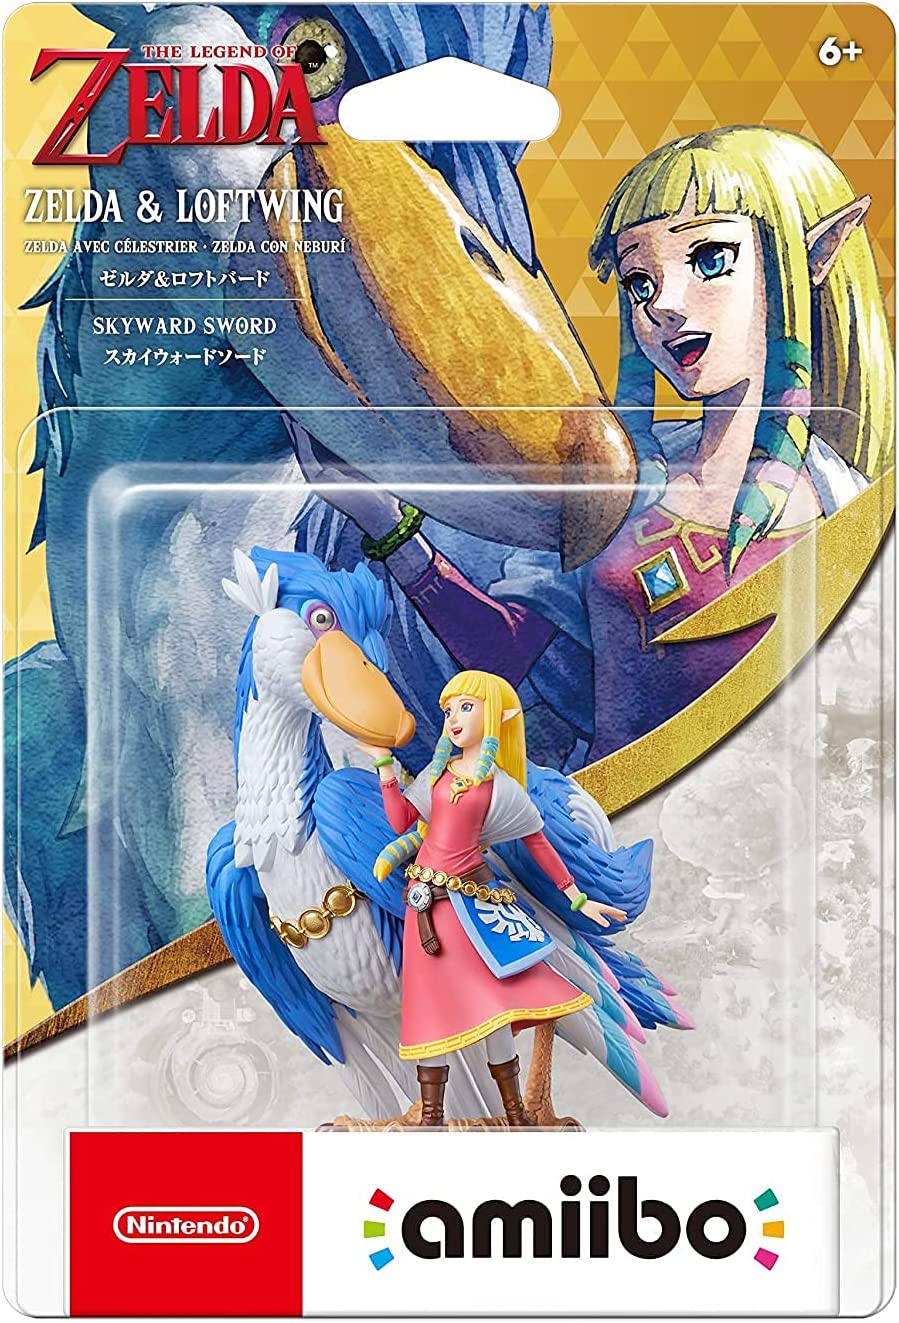 THE LEGEND OF
ZELDA™
6+
ZELDA & LOFTWING
ZELDA AVEC CÉLESTRIER · ZELDA CON NEBURÍ
ゼルダ&ロフトバード
SKYWARD SWORD
スカイウォードソード
Nintendo®
amiibo